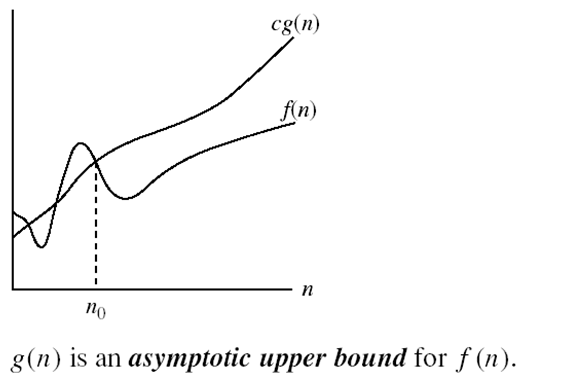 cg(n)
f(n)
n
n₀
g(n) is an asymptotic upper bound for f (n).